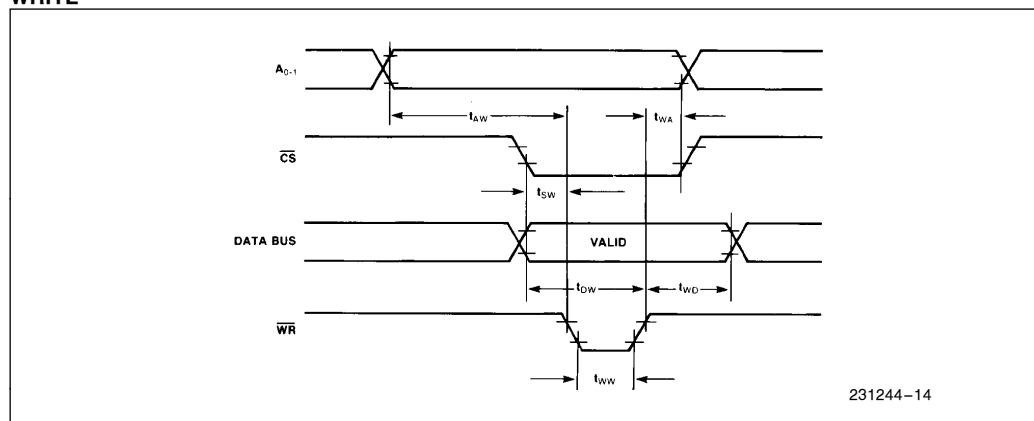 WRITE
A0-1
tAW
tWA
CS
tSW
DATA BUS
VALID
tDW
tWD
WR
tWW
231244–14